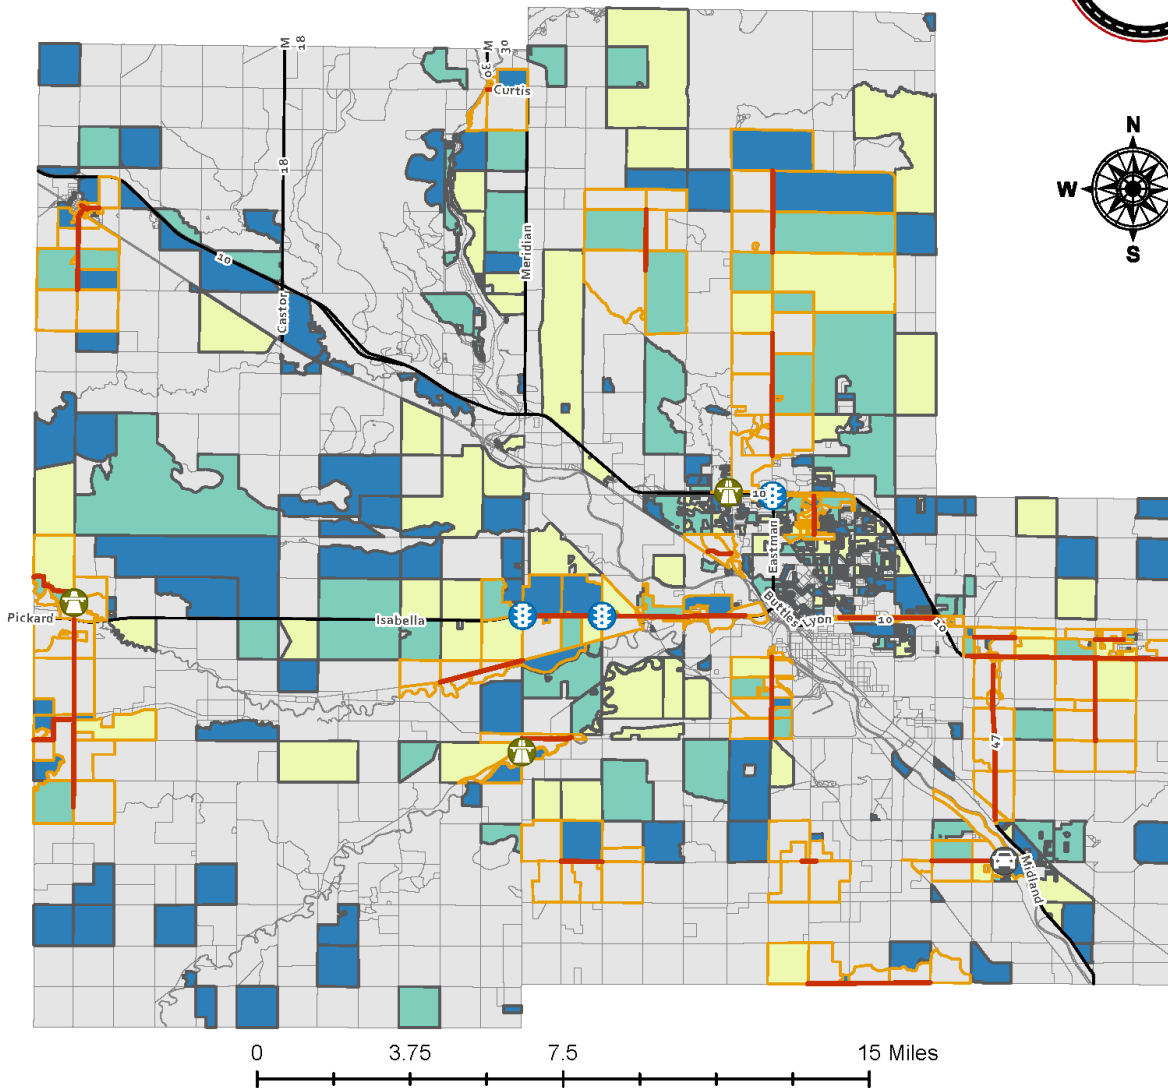 M 18
M 30
30
Curtis
N
W
E
S
18
Meridian
10
Castor
10
Eastman
Pickard
Isabella
Buttles
Lyon
10
10
47
Midland
0 3.75 7.5 15 Miles